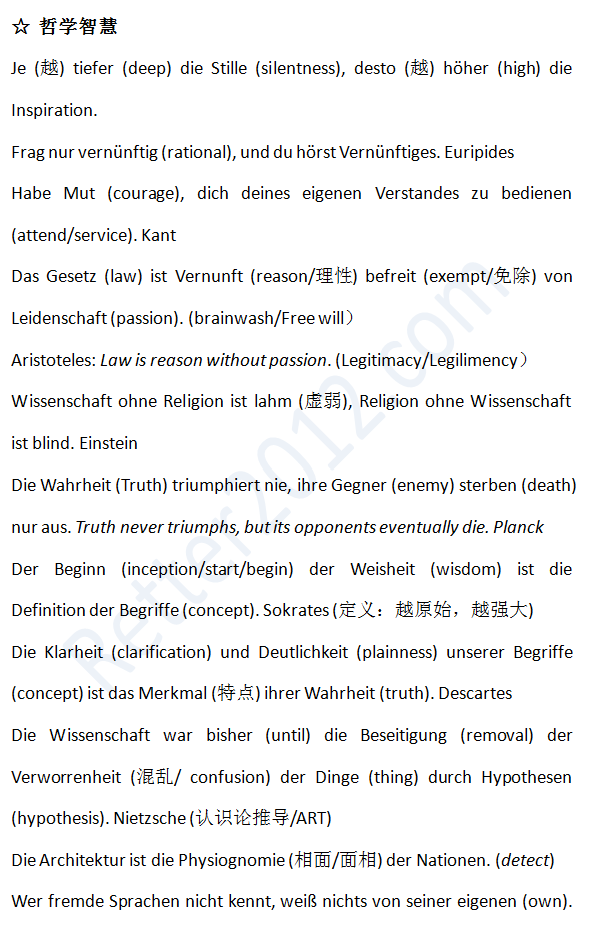 ☆ 哲学智慧
Je (越) tiefer (deep) die Stille (silentness), desto (越) höher (high) die
Inspiration.
Frag nur vernünftig (rational), und du hörst Vernünftiges. Euripides
Habe Mut (courage), dich deines eigenen Verstandes zu bedienen
(attend/service). Kant
Das Gesetz (law) ist Vernunft (reason/理性) befreit (exempt/免除) von
Leidenschaft (passion). (brainwash/Free will）
Aristoteles: Law is reason without passion. (Legitimacy/Legilimency）
Wissenschaft ohne Religion ist lahm (虚弱), Religion ohne Wissenschaft
ist blind. Einstein
Die Wahrheit (Truth) triumphiert nie, ihre Gegner (enemy) sterben (death)
nur aus. Truth never triumphs, but its opponents eventually die. Planck
Der Beginn (inception/start/begin) der Weisheit (wisdom) ist die
Definition der Begriffe (concept). Sokrates (定义：越原始，越强大)
Die Klarheit (clarification) und Deutlichkeit (plainness) unserer Begriffe
(concept) ist das Merkmal (特点) ihrer Wahrheit (truth). Descartes
Die Wissenschaft war bisher (until) die Beseitigung (removal) der
Verworrenheit (混乱/ confusion) der Dinge (thing) durch Hypothesen
(hypothesis). Nietzsche (认识论推导/ART)
Die Architektur ist die Physiognomie (相面/面相) der Nationen. (detect)
Wer fremde Sprachen nicht kennt, weiß nichts von seiner eigenen (own).
Retter2012.com